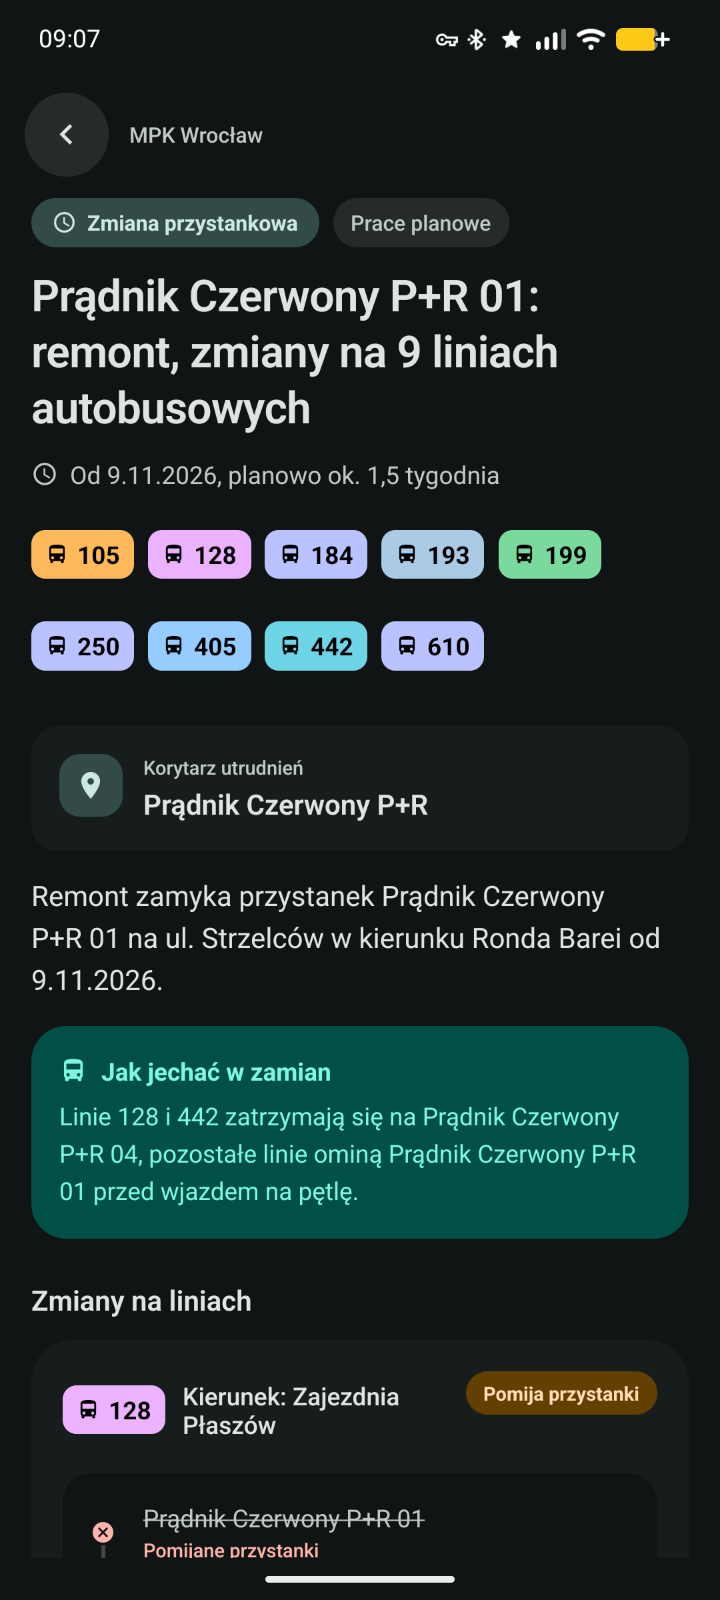 09:07
MPK Wrocław
Zmiana przystankowa
Prace planowe
Prądnik Czerwony P+R 01:
remont, zmiany na 9 liniach
autobusowych
Od 9.11.2026, planowo ok. 1,5 tygodnia
105
128
184
193
199
250
405
442
610
Korytarz utrudnień
Prądnik Czerwony P+R
Remont zamyka przystanek Prądnik Czerwony
P+R 01 na ul. Strzelców w kierunku Ronda Barei od
9.11.2026.
Jak jechać w zamian
Linie 128 i 442 zatrzymają się na Prądnik Czerwony
P+R 04, pozostałe linie ominą Prądnik Czerwony P+R
01 przed wjazdem na pętlę.
Zmiany na liniach
128
Kierunek: Zajezdnia
Płaszów
Pomija przystanki
Prądnik Czerwony P+R 01
Pomijane przystanki